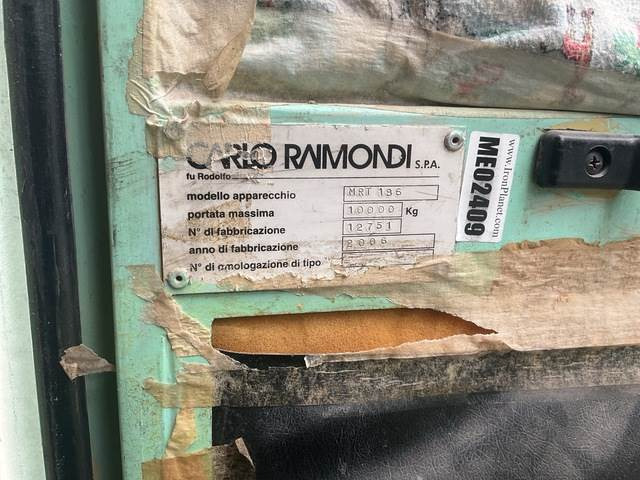 CARLO RAIMONDI S.P.A.
fu Rodolfo
modello apparecchio MRT 186
portata massima 10000 Kg
N° di fabbricazione 12751
anno di fabbricazione 2006
N° di omologazione di tipo
www.IronPlanet.com
ME02409